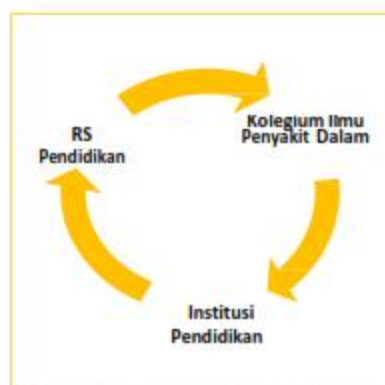 RS
Pendidikan
Kolegium Ilmu
Penyakit Dalam
Institusi
Pendidikan